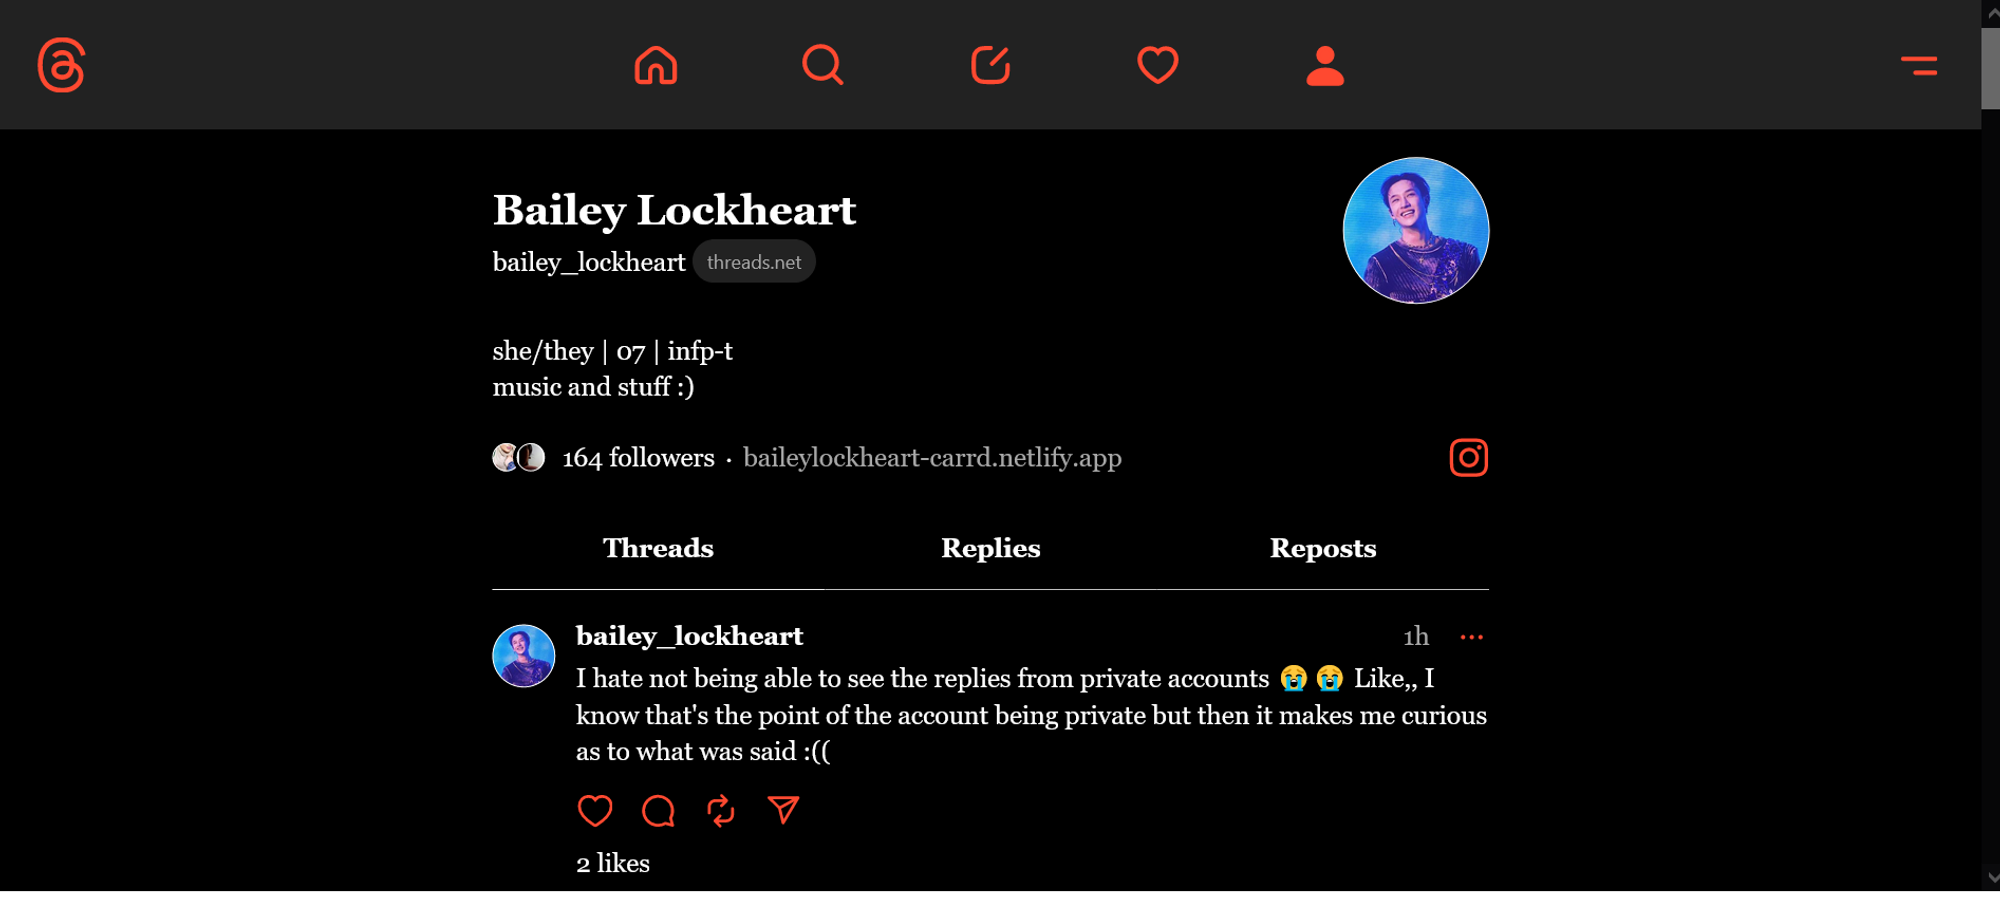 Bailey Lockheart
bailey_lockheart threads.net
she/they | 07 | infp-t
music and stuff :)
164 followers · baileylockheart-carrd.netlify.app
Threads Replies Reposts
bailey_lockheart 1h
I hate not being able to see the replies from private accounts 😭😭 Like,, I
know that's the point of the account being private but then it makes me curious
as to what was said :((
2 likes